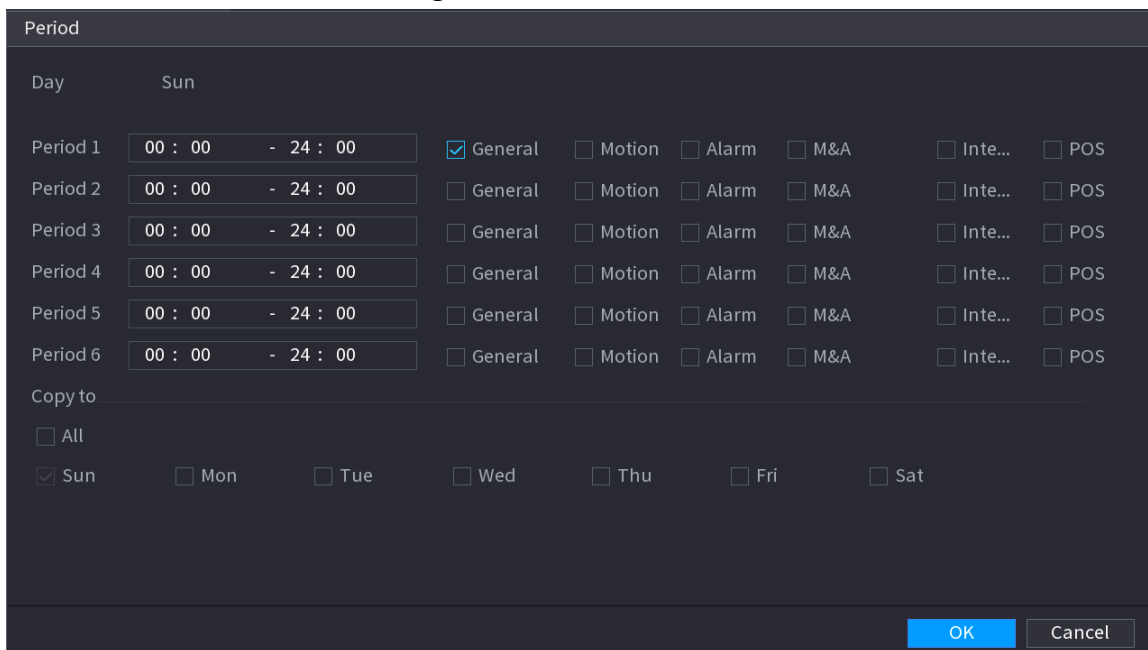 Period
Day Sun
Period 1 00 : 00 - 24 : 00 General Motion Alarm M&A Inte... POS
Period 2 00 : 00 - 24 : 00 General Motion Alarm M&A Inte... POS
Period 3 00 : 00 - 24 : 00 General Motion Alarm M&A Inte... POS
Period 4 00 : 00 - 24 : 00 General Motion Alarm M&A Inte... POS
Period 5 00 : 00 - 24 : 00 General Motion Alarm M&A Inte... POS
Period 6 00 : 00 - 24 : 00 General Motion Alarm M&A Inte... POS
Copy to
All
Sun Mon Tue Wed Thu Fri Sat
OK Cancel